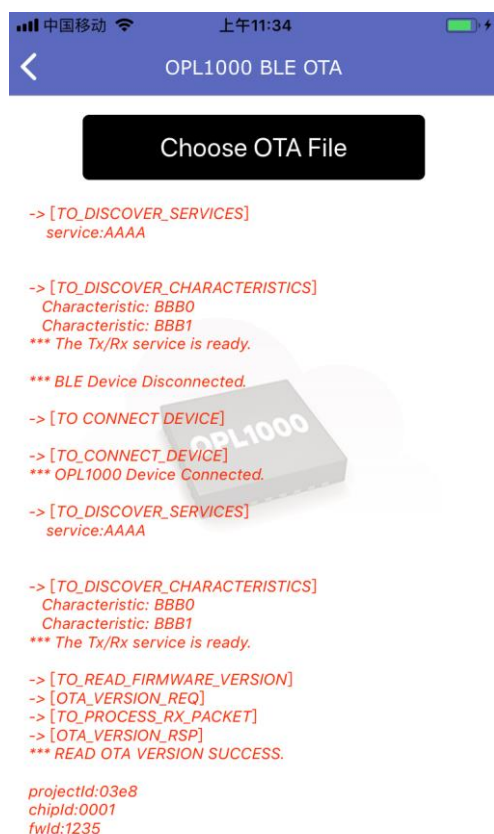 中国移动
上午11:34
OPL1000 BLE OTA
Choose OTA File
-> [TO_DISCOVER_SERVICES]
service:AAAA
-> [TO_DISCOVER_CHARACTERISTICS]
Characteristic: BBB0
Characteristic: BBB1
*** The Tx/Rx service is ready.
*** BLE Device Disconnected.
-> [TO CONNECT DEVICE]
OPL1000
-> [TO_CONNECT_DEVICE]
*** OPL1000 Device Connected.
-> [TO_DISCOVER_SERVICES]
service:AAAA
-> [TO_DISCOVER_CHARACTERISTICS]
Characteristic: BBB0
Characteristic: BBB1
*** The Tx/Rx service is ready.
-> [TO_READ_FIRMWARE_VERSION]
-> [OTA_VERSION_REQ]
-> [TO_PROCESS_RX_PACKET]
-> [OTA_VERSION_RSP]
*** READ OTA VERSION SUCCESS.
projectId:03e8
chipId:0001
fwId:1235